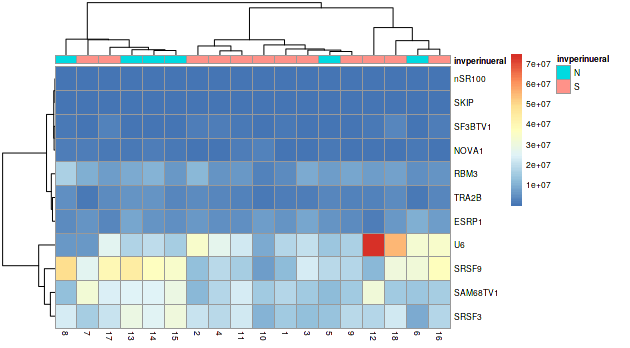 invperinueral
nSR100
SKIP
SF3BTV1
NOVA1
RBM3
TRA2B
ESRP1
U6
SRSF9
SAM68TV1
SRSF3
8 7 17 13 14 15 2 4 11 10 1 3 5 9 12 18 6 16
7e+07
6e+07
5e+07
4e+07
3e+07
2e+07
1e+07
invperinueral
N
S